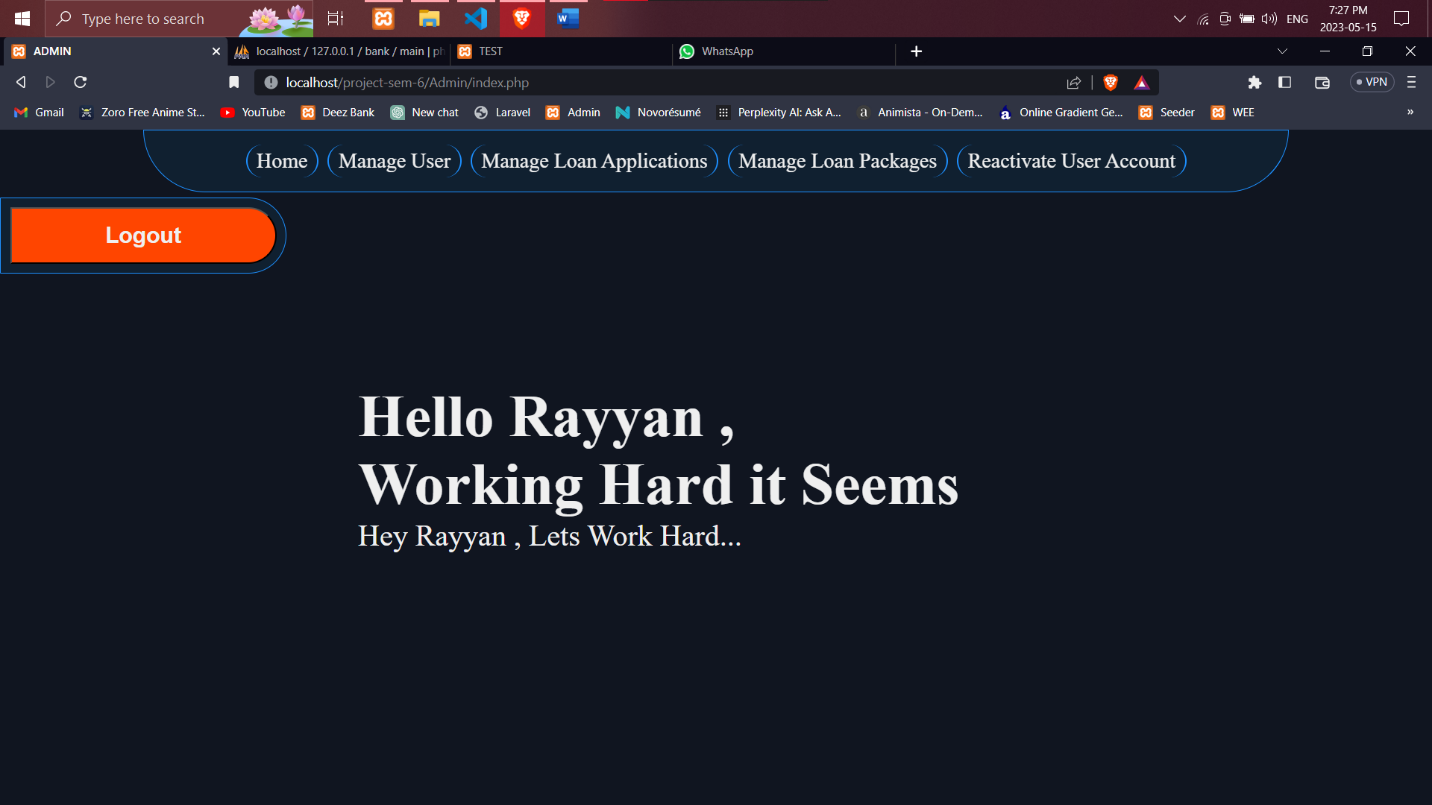 Type here to search
ENG
7:27 PM
2023-05-15
ADMIN
localhost / 127.0.0.1 / bank / main | ph
TEST
WhatsApp
localhost/project-sem-6/Admin/index.php
VPN
Gmail
Zoro Free Anime St...
YouTube
Deez Bank
New chat
Laravel
Admin
Novorésumé
Perplexity AI: Ask A...
Animista - On-Dem...
Online Gradient Ge...
Seeder
WEE
Home
Manage User
Manage Loan Applications
Manage Loan Packages
Reactivate User Account
Logout
Hello Rayyan ,
Working Hard it Seems
Hey Rayyan , Lets Work Hard...